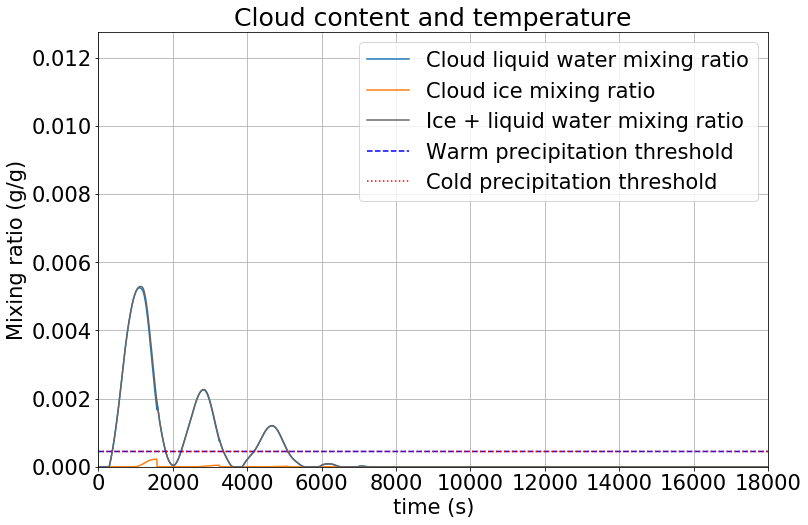 Cloud content and temperature
Mixing ratio (g/g)
0.012
0.010
0.008
0.006
0.004
0.002
0.000
Cloud liquid water mixing ratio
Cloud ice mixing ratio
Ice + liquid water mixing ratio
Warm precipitation threshold
Cold precipitation threshold
0 2000 4000 6000 8000 10000 12000 14000 16000 18000
time (s)